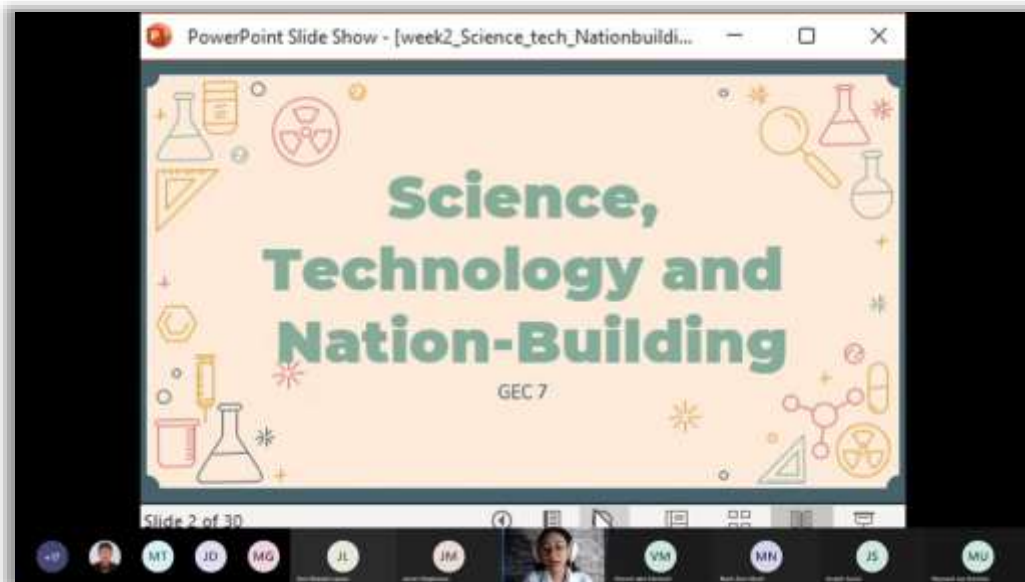 PowerPoint Slide Show - [week2_Science_tech_Nationbuildi...
Science,
Technology and
Nation-Building
GEC 7
Slide 2 of 30
MT
JD
MG
JL
JM
VM
MN
JS
MU